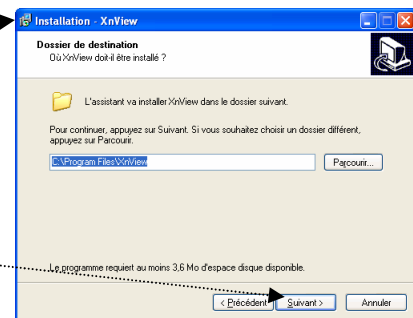 Installation - XnView
Dossier de destination
Où XnView doit-il être installé ?
L'assistant va installer XnView dans le dossier suivant.
Pour continuer, appuyez sur Suivant. Si vous souhaitez choisir un dossier différent,
appuyez sur Parcourir.
C:\Program Files\XnView
Parcourir...
Le programme requiert au moins 3,6 Mo d'espace disque disponible.
< Précédent
Suivant >
Annuler